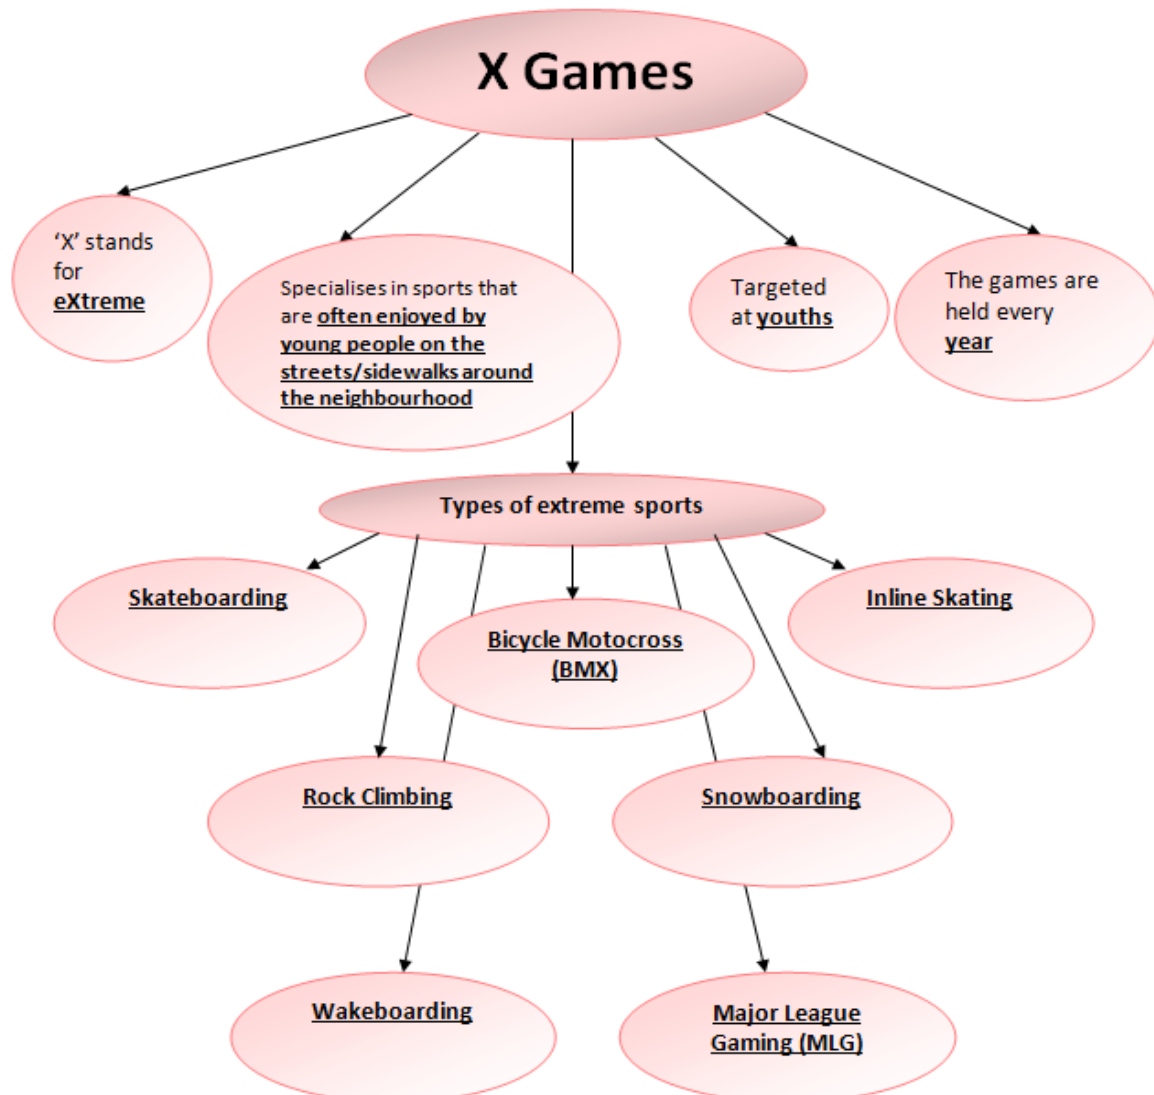 X Games
‘X’ stands
for
eXtreme
Specialises in sports that
are often enjoyed by
young people on the
streets/sidewalks around
the neighbourhood
Targeted
at youths
The games are
held every
year
Types of extreme sports
Skateboarding
Bicycle Motocross
(BMX)
Inline Skating
Rock Climbing
Snowboarding
Wakeboarding
Major League
Gaming (MLG)